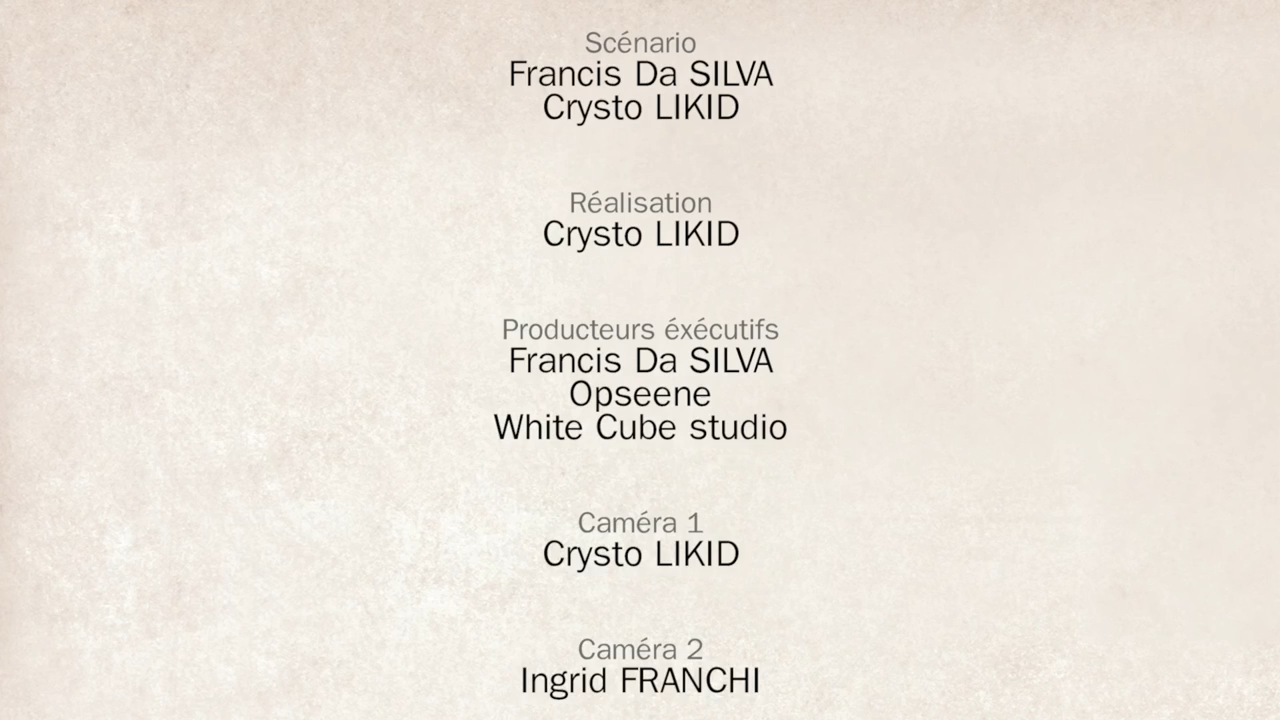 Scénario
Francis Da SILVA
Crysto LIKID
Réalisation
Crysto LIKID
Producteurs éxécutifs
Francis Da SILVA
Opseene
White Cube studio
Caméra 1
Crysto LIKID
Caméra 2
Ingrid FRANCHI